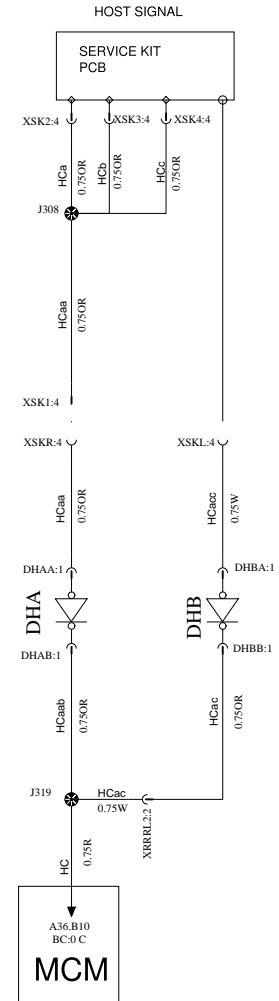 HOST SIGNAL
SERVICE KIT
PCB
XSK2:4
XSK3:4
XSK4:4
HCa
0.75OR
HCb
0.75OR
HCc
0.75OR
J308
HCaa
0.75OR
XSK1:4
XSKR:4
XSKL:4
HCaa
0.75OR
HCacc
0.75W
DHAA:1
DHBA:1
DHA
DHB
DHAB:1
DHBB:1
HCaab
0.75OR
HCac
0.75OR
J319
HCac
0.75W
XRRRL2:2
HC
0.75R
A36.B10
BC:0 C
MCM